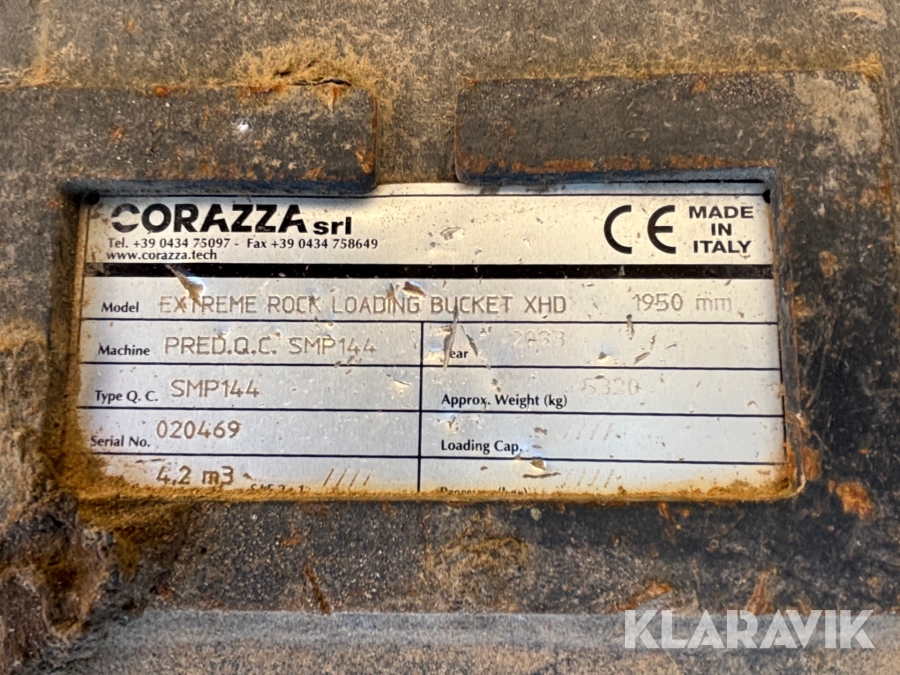 CORAZZA srl
Tel. +39 0434 75097 - Fax +39 0434 758649
www.corazza.tech
CE MADE IN ITALY
Model EXTREME ROCK LOADING BUCKET XHD 1950 mm
Machine PRED.Q.C. SMP144
Type Q. C. SMP144
Approx. Weight (kg) 5320
Serial No. 020469
Loading Cap. ////
4.2 m3 ////
KLARAVIK